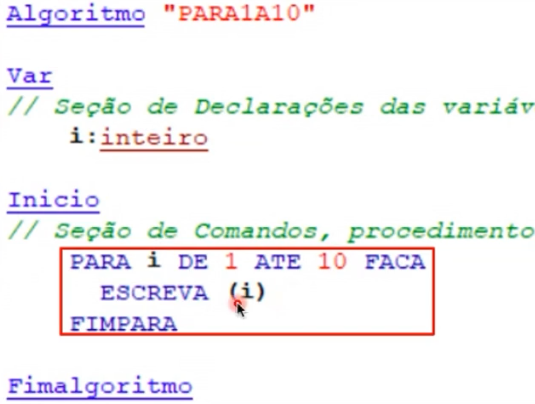 Algoritmo "PARA1A10"
Var
// Seção de Declarações das variáv
i:inteiro
Inicio
// Seção de Comandos, procedimento
PARA i DE 1 ATE 10 FACA
ESCREVA (i)
FIMPARA
Fimalgoritmo